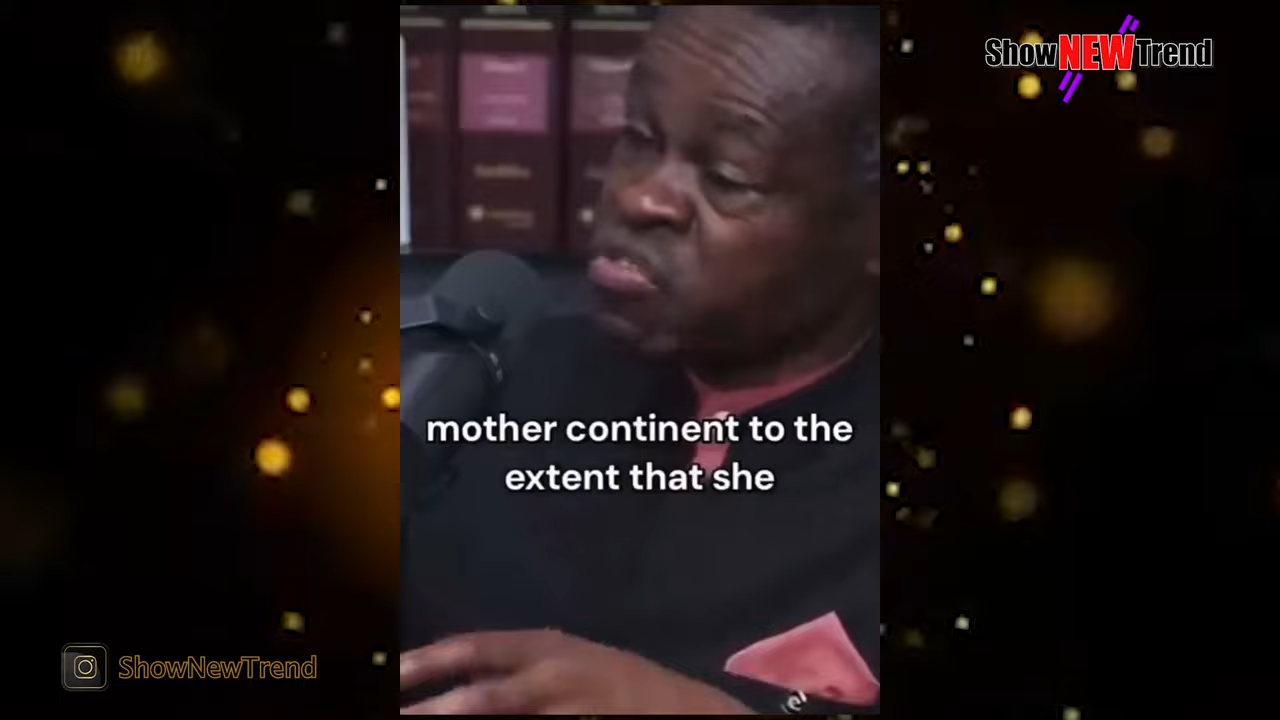 ShowNEWTrend
mother continent to the
extent that she
ShowNewTrend